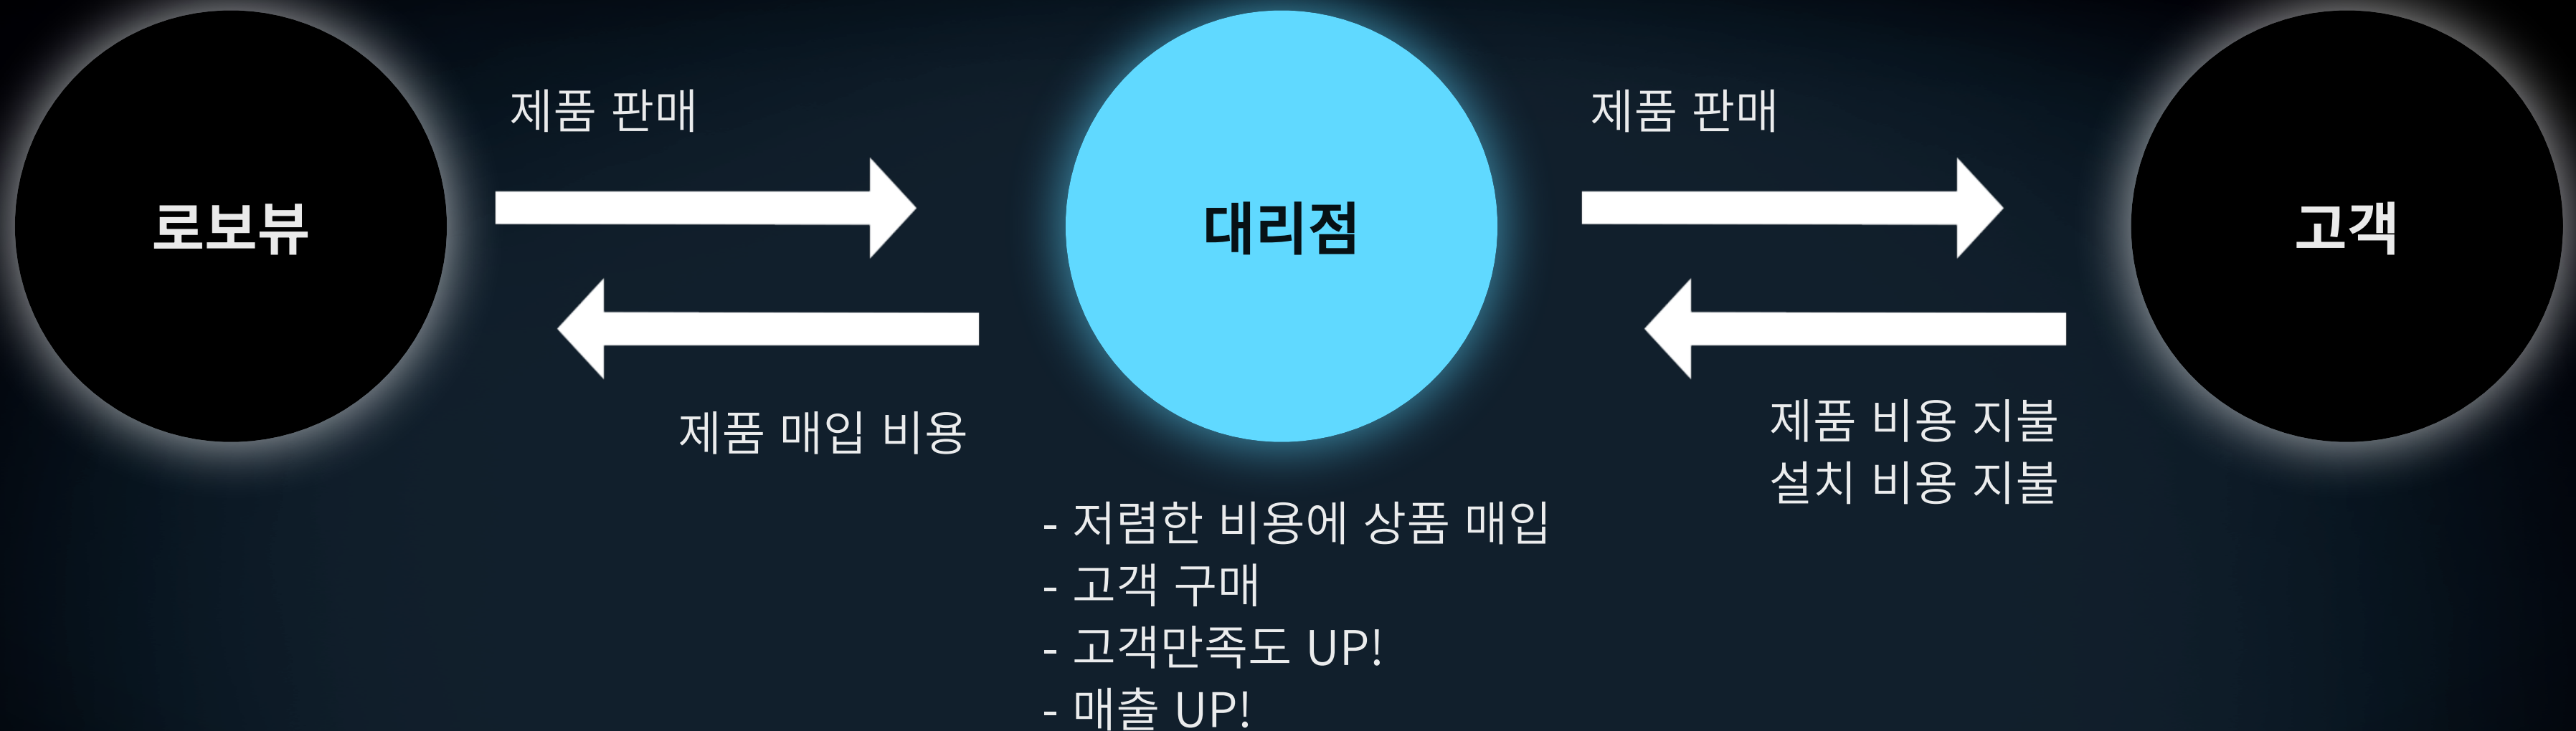 로보뷰
제품 판매
제품 매입 비용
대리점
- 저렴한 비용에 상품 매입
- 고객 구매
- 고객만족도 UP!
- 매출 UP!
제품 판매
제품 비용 지불
설치 비용 지불
고객